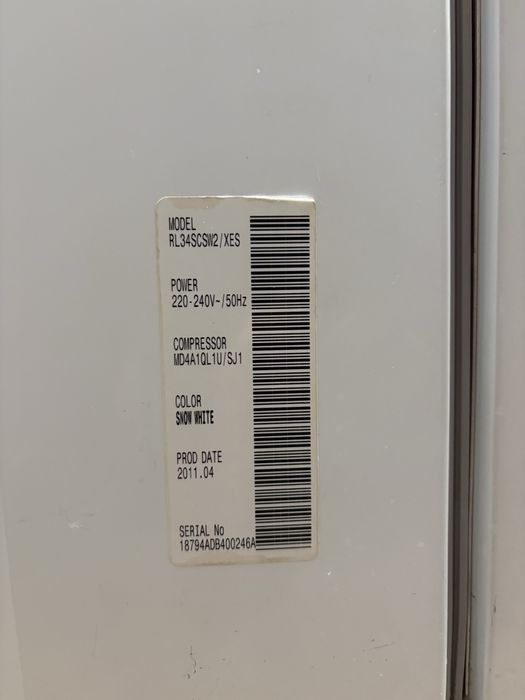 MODEL
RL34SCSW2/XES
POWER
220-240V~/50Hz
COMPRESSOR
MD4A1QL1U/SJ1
COLOR
SNOW WHITE
PROD DATE
2011.04
SERIAL No
18794ADB400246A